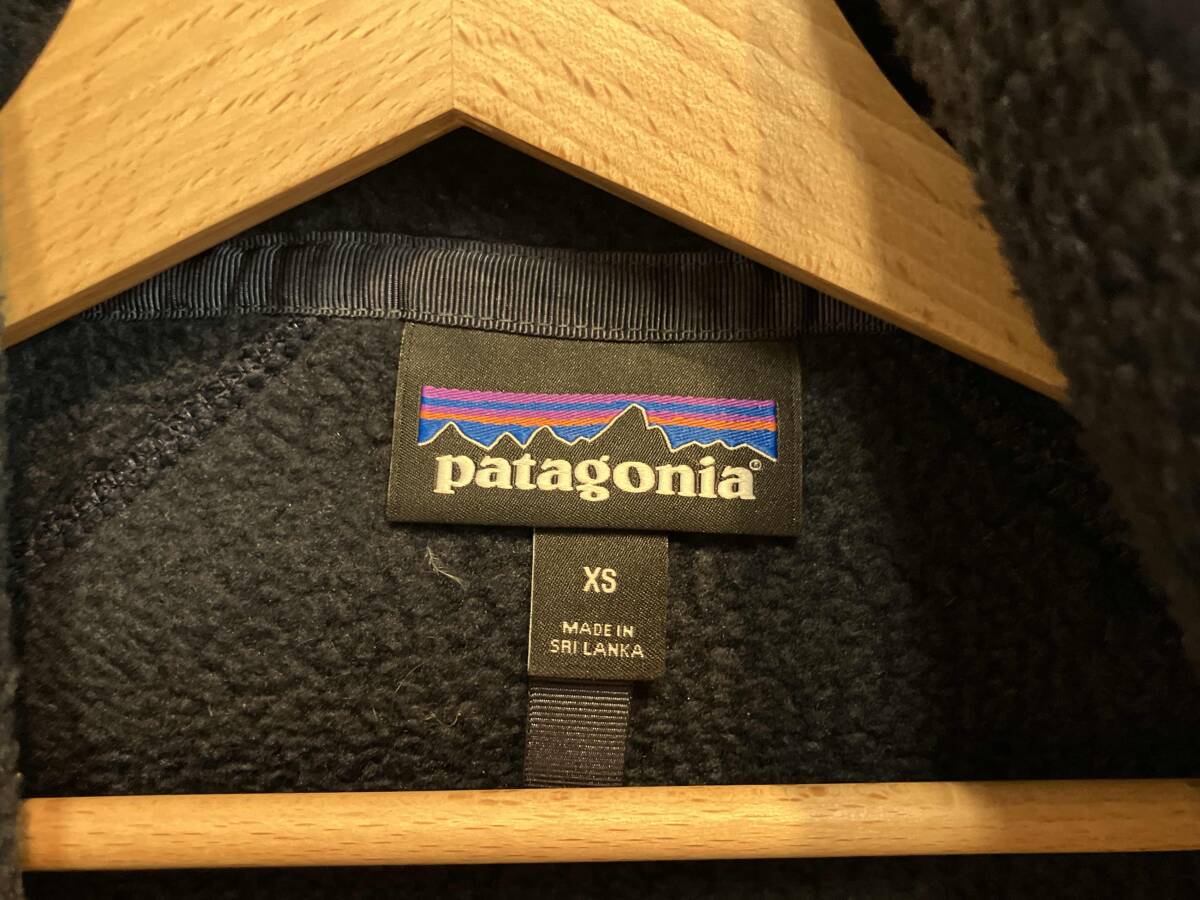 patagonia®
XS
MADE IN
SRI LANKA